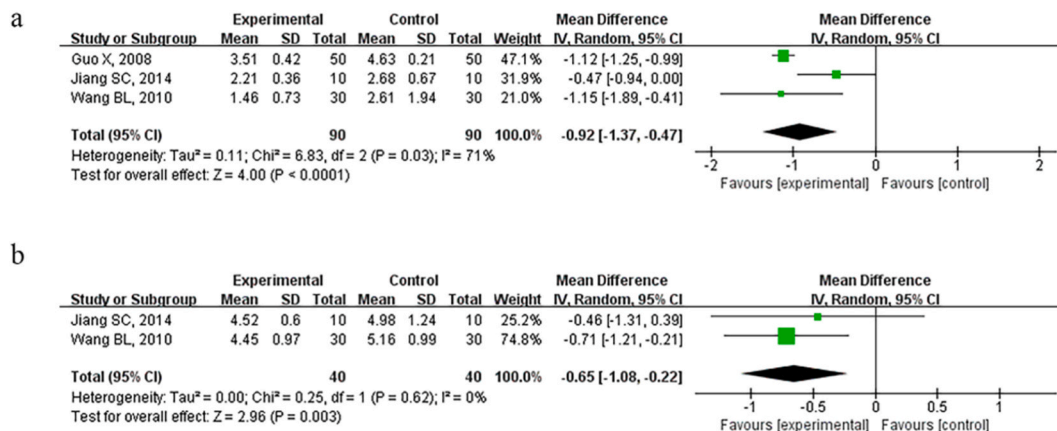 a
Experimental Control Mean Difference Mean Difference
Study or Subgroup Mean SD Total Mean SD Total Weight IV, Random, 95% CI IV, Random, 95% CI
Guo X, 2008 3.51 0.42 50 4.63 0.21 50 47.1% -1.12 [-1.25, -0.99]
Jiang SC, 2014 2.21 0.36 10 2.68 0.67 10 31.9% -0.47 [-0.94, 0.00]
Wang BL, 2010 1.46 0.73 30 2.61 1.94 30 21.0% -1.15 [-1.89, -0.41]
Total (95% CI) 90 90 100.0% -0.92 [-1.37, -0.47]
Heterogeneity: Tau² = 0.11; Chi² = 6.83, df = 2 (P = 0.03); I² = 71%
Test for overall effect: Z = 4.00 (P < 0.0001)
-2 -1 0 1 2
Favours [experimental] Favours [control]
b
Experimental Control Mean Difference Mean Difference
Study or Subgroup Mean SD Total Mean SD Total Weight IV, Random, 95% CI IV, Random, 95% CI
Jiang SC, 2014 4.52 0.6 10 4.98 1.24 10 25.2% -0.46 [-1.31, 0.39]
Wang BL, 2010 4.45 0.97 30 5.16 0.99 30 74.8% -0.71 [-1.21, -0.21]
Total (95% CI) 40 40 100.0% -0.65 [-1.08, -0.22]
Heterogeneity: Tau² = 0.00; Chi² = 0.25, df = 1 (P = 0.62); I² = 0%
Test for overall effect: Z = 2.96 (P = 0.003)
-1 -0.5 0 0.5 1
Favours [experimental] Favours [control]